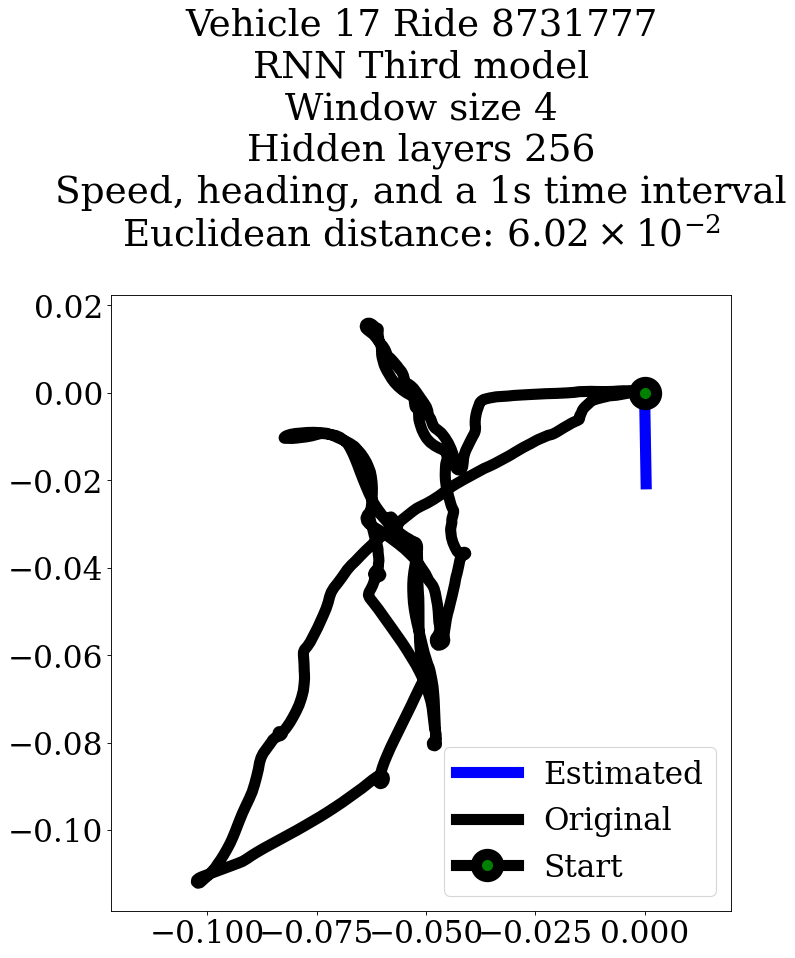 Vehicle 17 Ride 8731777
RNN Third model
Window size 4
Hidden layers 256
Speed, heading, and a 1s time interval
Euclidean distance: 6.02 × 10⁻²
0.02
0.00
−0.02
−0.04
−0.06
−0.08
−0.10
Estimated
Original
Start
−0.100 −0.075 −0.050 −0.025 0.000